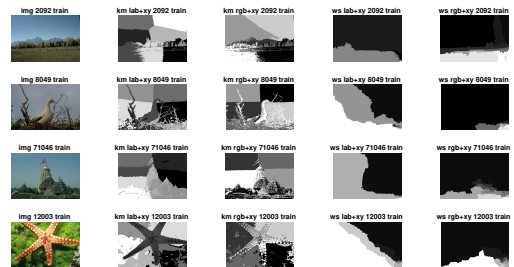 img 2092 train km lab+xy 2092 train km rgb+xy 2092 train ws lab+xy 2092 train ws rgb+xy 2092 train
img 8049 train km lab+xy 8049 train km rgb+xy 8049 train ws lab+xy 8049 train ws rgb+xy 8049 train
img 71046 train km lab+xy 71046 train km rgb+xy 71046 train ws lab+xy 71046 train ws rgb+xy 71046 train
img 12003 train km lab+xy 12003 train km rgb+xy 12003 train ws lab+xy 12003 train ws rgb+xy 12003 train